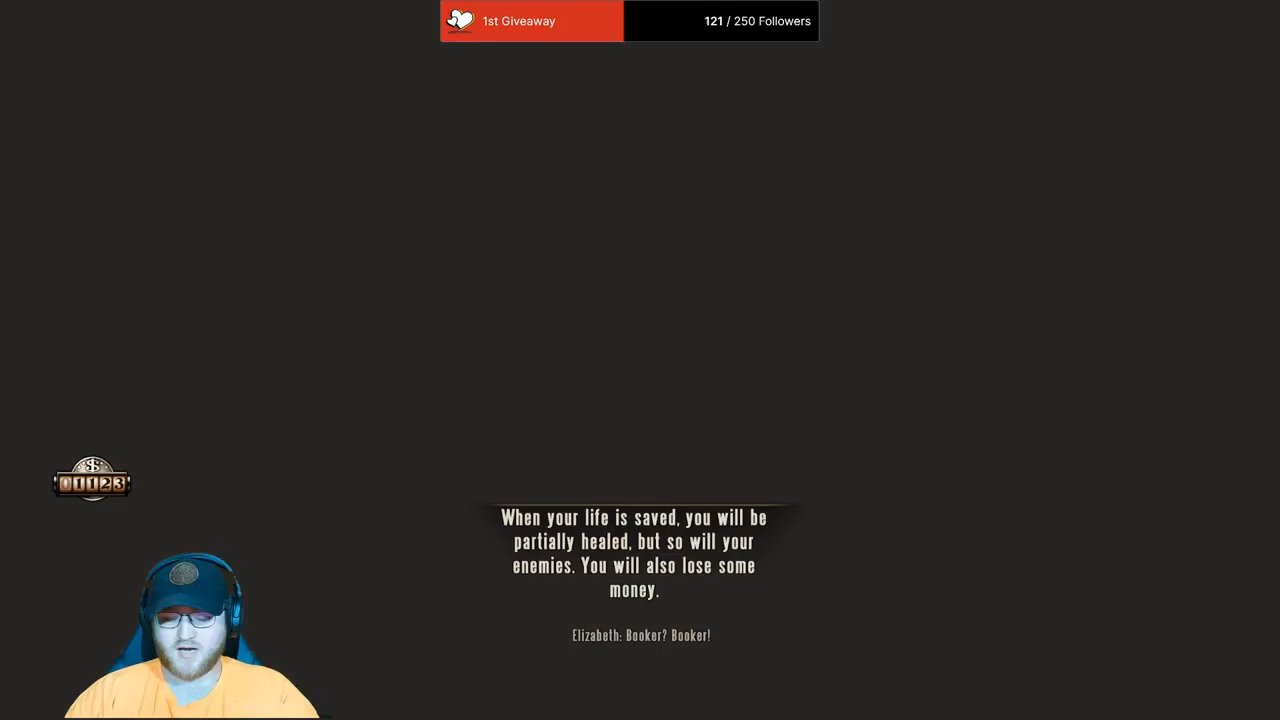 1st Giveaway 121 / 250 Followers
01123
When your life is saved, you will be
partially healed, but so will your
enemies. You will also lose some
money.
Elizabeth: Booker? Booker!